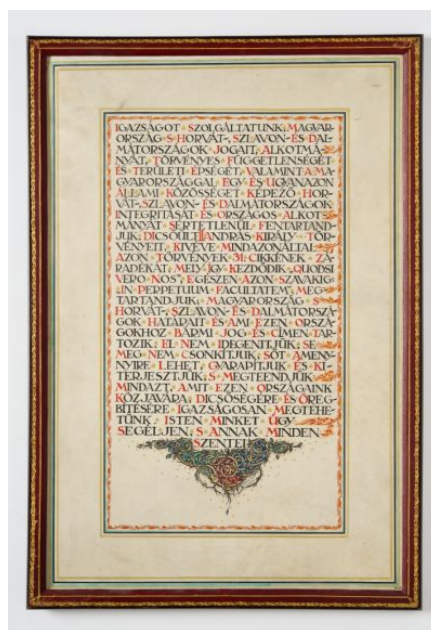 IGAZSÁGOT SZOLGÁLTATUNK; MAGYAR-
ORSZÁG S HORVÁT-, SZLAVON- ÉS DAL-
MÁTORSZÁGOK JOGAIT, ALKOTMÁ-
NYÁT, TÖRVÉNYES FÜGGETLENSÉGÉT
ÉS TERÜLETI ÉPSÉGÉT, VALAMINT A MA-
GYARORSZÁGGAL EGY ÉS UGYANAZON
ÁLLAMI KÖZÖSSÉGET KÉPEZŐ HOR-
VÁT-, SZLAVON- ÉS DALMÁTORSZÁGOK
INTEGRITÁSÁT ÉS ORSZÁGOS ALKOT-
MÁNYÁT SÉRTETLENÜL FENTARTAND-
JUK; DICSŐÜLT II ANDRÁS KIRÁLY TÖR-
VÉNYEIT, KIVÉVE MINDAZONÁLTAL
AZON TÖRVÉNYEK 31. CIKKÉNEK ZÁ-
RADÉKÁT, MELY ÍGY KEZDŐDIK „QUODSI
VERO NOS", EGÉSZEN AZON SZAVAKIG
„IN PERPETUUM FACULTATEM", MEG-
TARTANDJUK; MAGYARORSZÁG S
HORVÁT-, SZLAVON ÉS DALMÁTORSZÁ-
GOK HATÁRAIT ÉS AMI EZEN ORSZÁ-
GOKHOZ BÁRMI JOG ÉS CÍMEN TAR-
TOZIK, EL NEM IDEGENÍTJÜK, SE
MEG NEM CSONKÍTJUK, SŐT AMENY-
NYIRE LEHET, GYARAPÍTJUK ÉS KI-
TERJESZTJÜK, S MEGTEENDJÜK
MINDAZT, AMIT EZEN ORSZÁGAINK
KÖZJAVÁRA, DICSŐSÉGÉRE ÉS ÖREG-
BÍTÉSÉRE IGAZSÁGOSAN MEGTEHE-
TÜNK. ISTEN MINKET ÚGY
SEGÉLJEN, S ANNAK MINDEN
SZENTEI